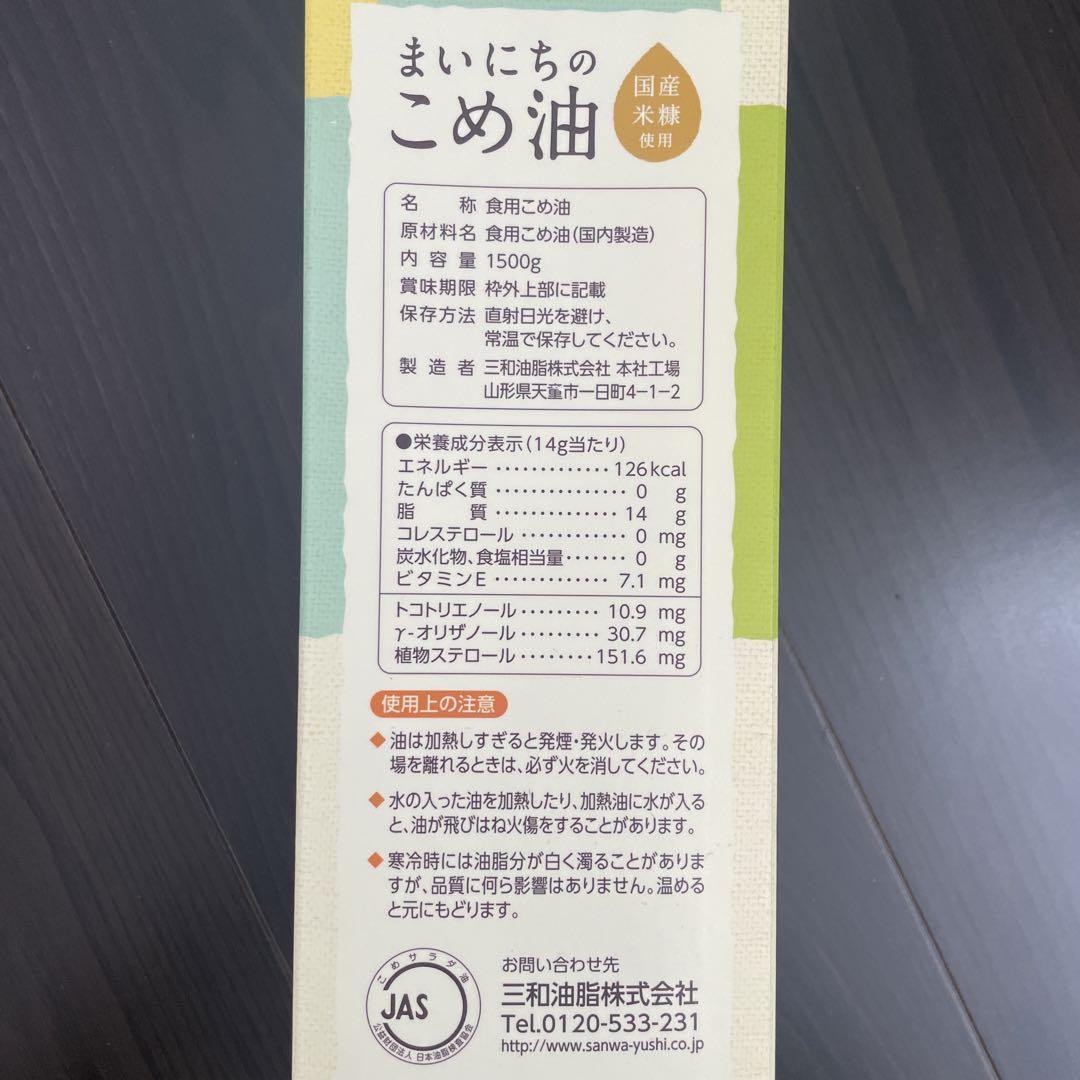 まいにちの
こめ油
国産
米糠
使用
名称 食用こめ油
原材料名 食用こめ油(国内製造)
内容量 1500g
賞味期限 枠外上部に記載
保存方法 直射日光を避け、
常温で保存してください。
製造者 三和油脂株式会社 本社工場
山形県天童市一日町4-1-2
●栄養成分表示(14g当たり)
エネルギー ············· 126kcal
たんぱく質 ··············· 0 g
脂質 ·············· 14 g
コレステロール ············ 0 mg
炭水化物、食塩相当量 ······· 0 g
ビタミンE ············· 7.1 mg
トコトリエノール ········· 10.9 mg
γ-オリザノール ········· 30.7 mg
植物ステロール ········ 151.6 mg
使用上の注意
◆ 油は加熱しすぎると発煙・発火します。その
場を離れるときは、必ず火を消してください。
◆ 水の入った油を加熱したり、加熱油に水が入る
と、油が飛びはね火傷をすることがあります。
◆ 寒冷時には油脂分が白く濁ることがありま
すが、品質に何ら影響はありません。温める
と元にもどります。
こめサラダ油
JAS
公益財団法人 日本油脂検査協会
お問い合わせ先
三和油脂株式会社
Tel.0120-533-231
http://www.sanwa-yushi.co.jp